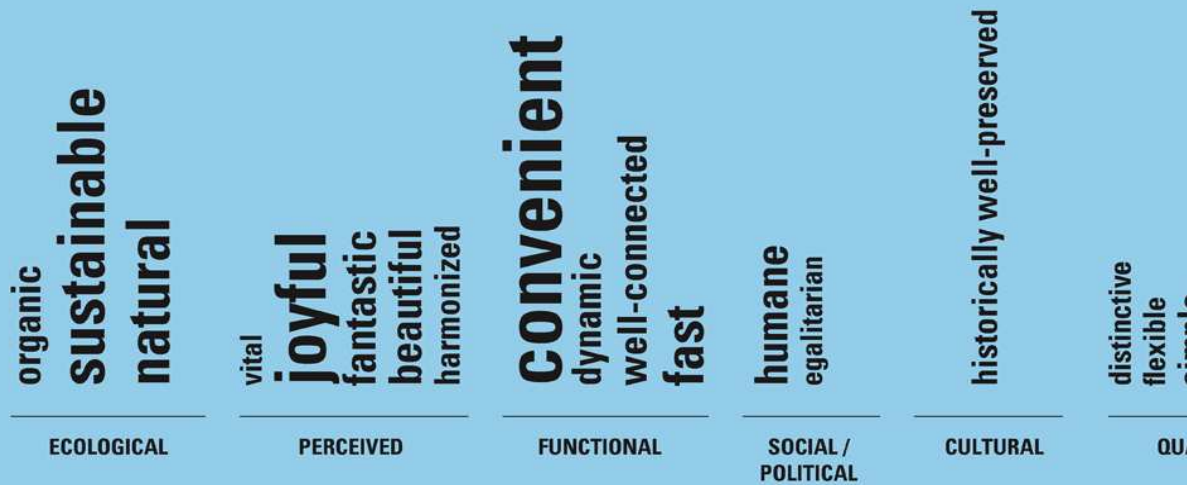 organic
sustainable
natural
ECOLOGICAL
vital
joyful
fantastic
beautiful
harmonized
PERCEIVED
convenient
dynamic
well-connected
fast
FUNCTIONAL
humane
egalitarian
SOCIAL /
POLITICAL
historically well-preserved
CULTURAL
distinctive
flexible